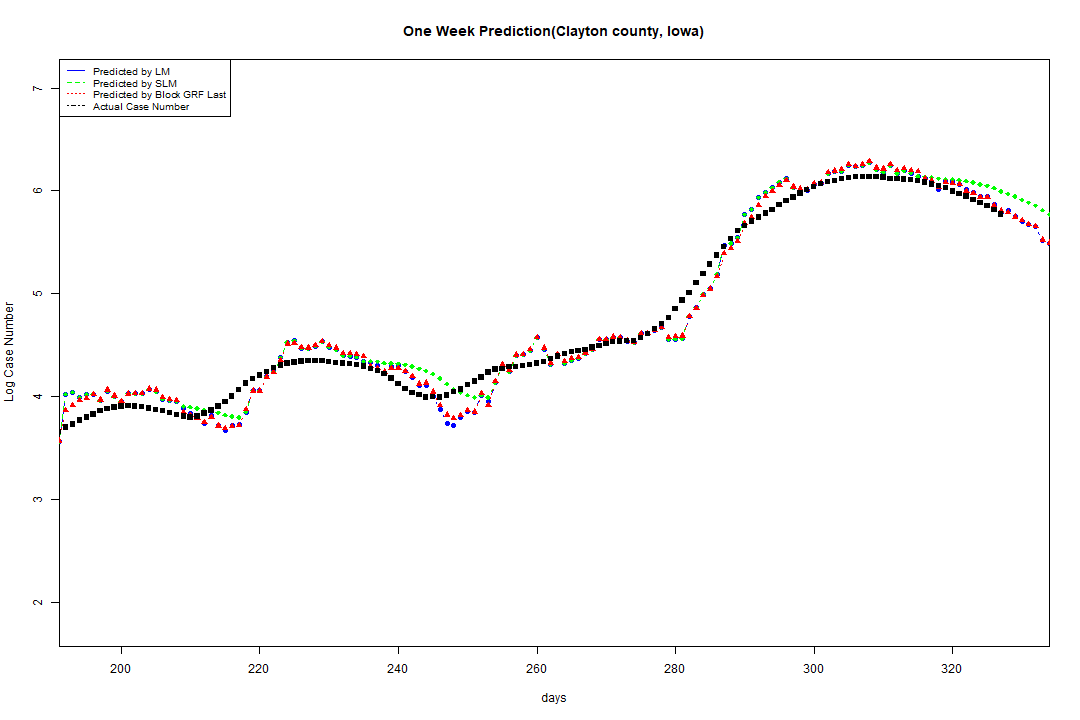 One Week Prediction(Clayton county, Iowa)
Predicted by LM
Predicted by SLM
Predicted by Block GRF Last
Actual Case Number
7
6
5
4
3
2
Log Case Number
200 220 240 260 280 300 320
days